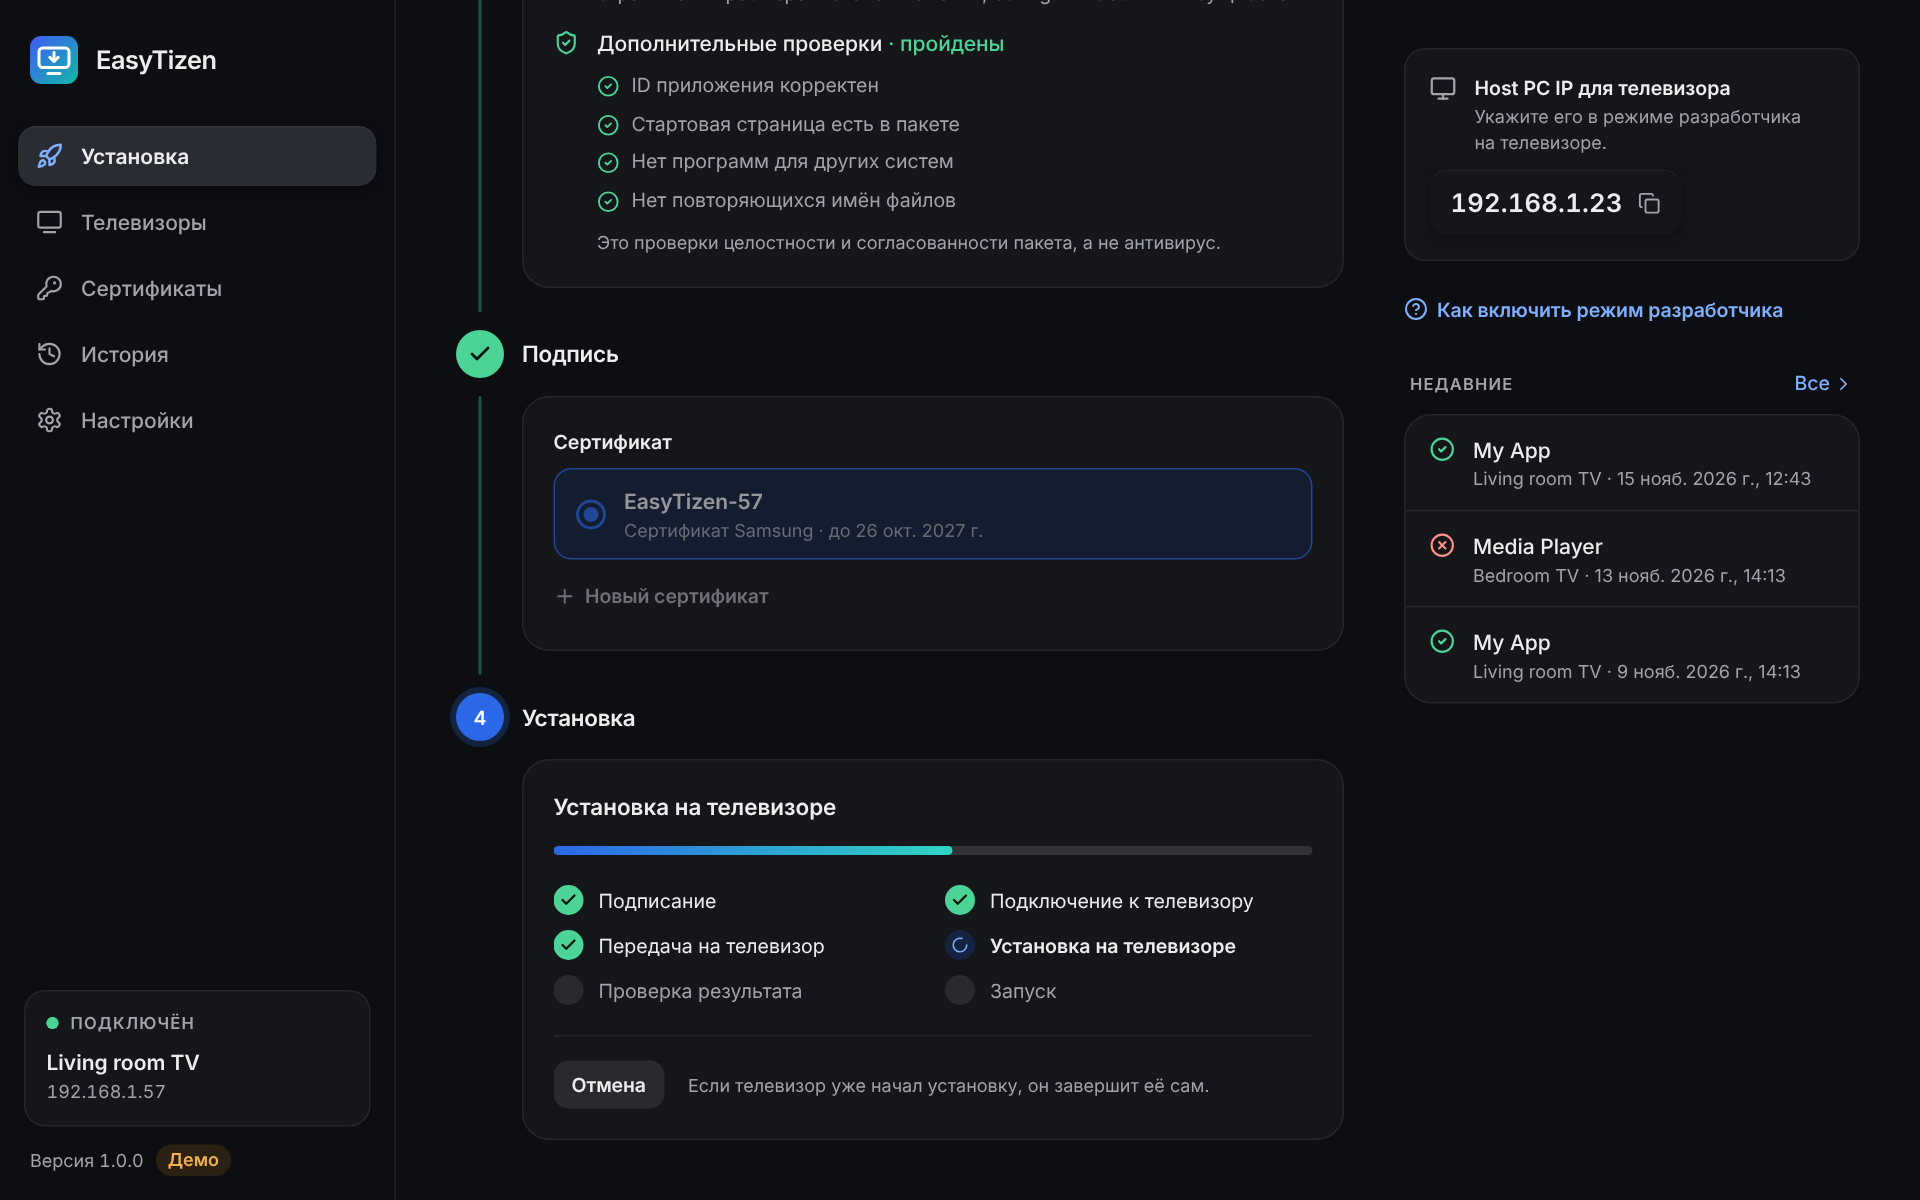 EasyTizen
Установка
Телевизоры
Сертификаты
История
Настройки
ПОДКЛЮЧЁН
Living room TV
192.168.1.57
Версия 1.0.0
Демо
Дополнительные проверки · пройдены
ID приложения корректен
Стартовая страница есть в пакете
Нет программ для других систем
Нет повторяющихся имён файлов
Это проверки целостности и согласованности пакета, а не антивирус.
Подпись
Сертификат
EasyTizen-57
Сертификат Samsung · до 26 окт. 2027 г.
Новый сертификат
4
Установка
Установка на телевизоре
Подписание
Подключение к телевизору
Передача на телевизор
Установка на телевизоре
Проверка результата
Запуск
Отмена
Если телевизор уже начал установку, он завершит её сам.
Host PC IP для телевизора
Укажите его в режиме разработчика
на телевизоре.
192.168.1.23
Как включить режим разработчика
НЕДАВНИЕ
Все
My App
Living room TV · 15 нояб. 2026 г., 12:43
Media Player
Bedroom TV · 13 нояб. 2026 г., 14:13
My App
Living room TV · 9 нояб. 2026 г., 14:13